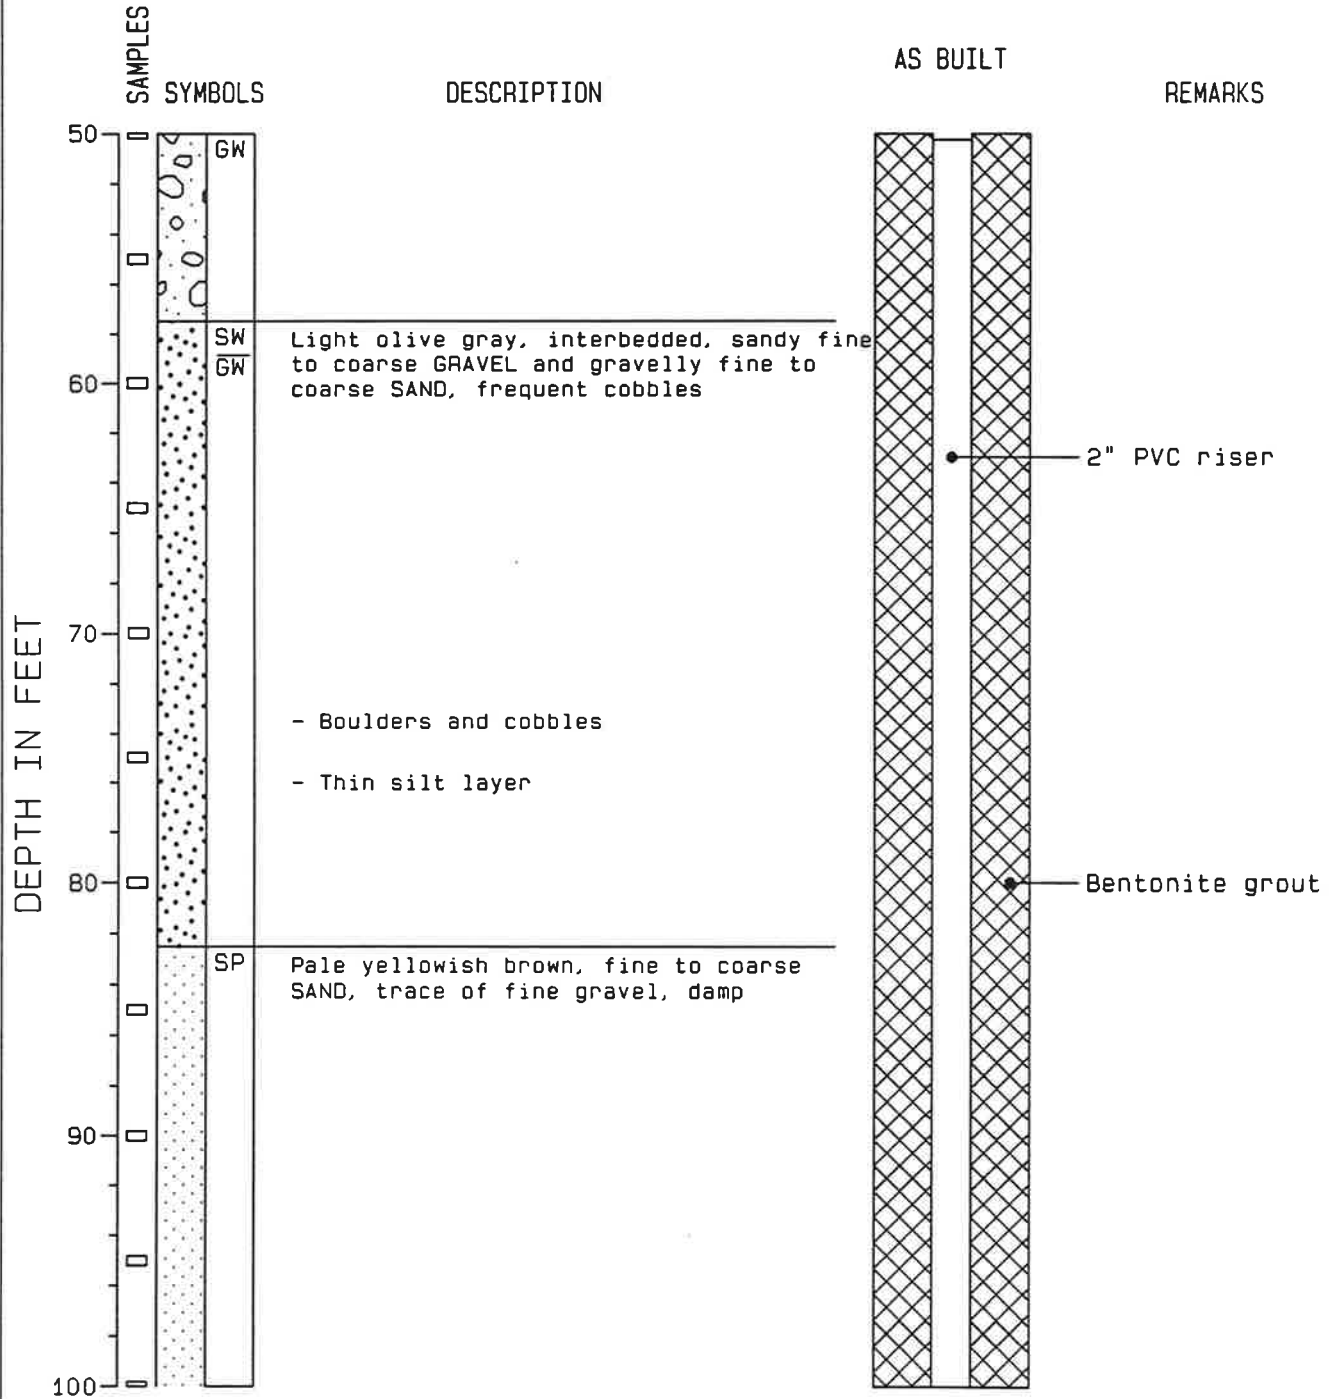 SAMPLES
SYMBOLS
DESCRIPTION
AS BUILT
REMARKS
DEPTH IN FEET
50
GW
SW
GW
Light olive gray, interbedded, sandy fine
to coarse GRAVEL and gravelly fine to
coarse SAND, frequent cobbles
60
2" PVC riser
70
- Boulders and cobbles
- Thin silt layer
80
Bentonite grout
SP
Pale yellowish brown, fine to coarse
SAND, trace of fine gravel, damp
90
100